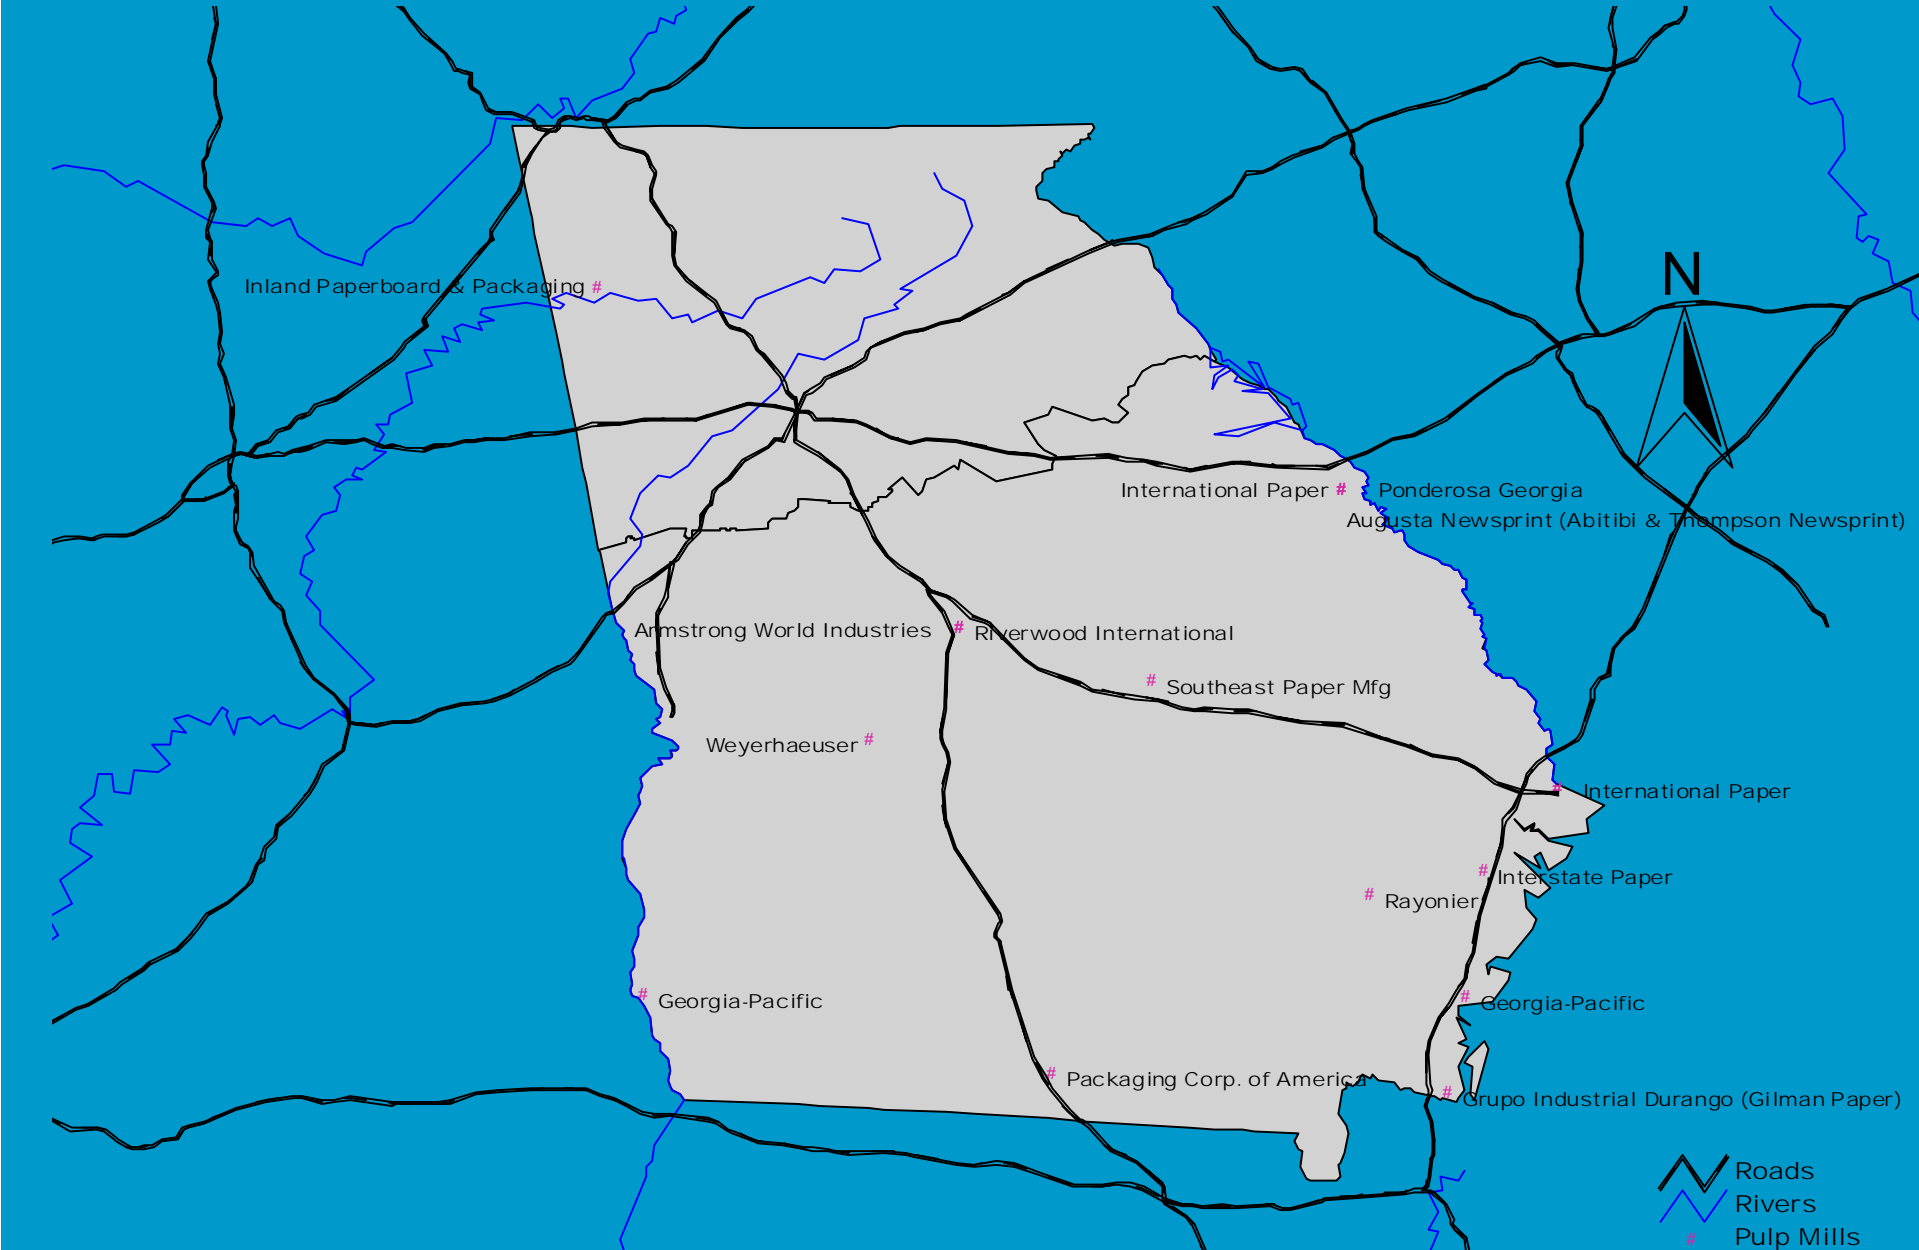 N
Inland Paperboard & Packaging #
International Paper # Ponderosa Georgia
Augusta Newsprint (Abitibi & Thompson Newsprint)
Armstrong World Industries # Riverwood International
# Southeast Paper Mfg
Weyerhaeuser #
# International Paper
# Interstate Paper
# Rayonier
# Georgia-Pacific
# Georgia-Pacific
# Packaging Corp. of America
# Grupo Industrial Durango (Gilman Paper)
Roads
Rivers
# Pulp Mills